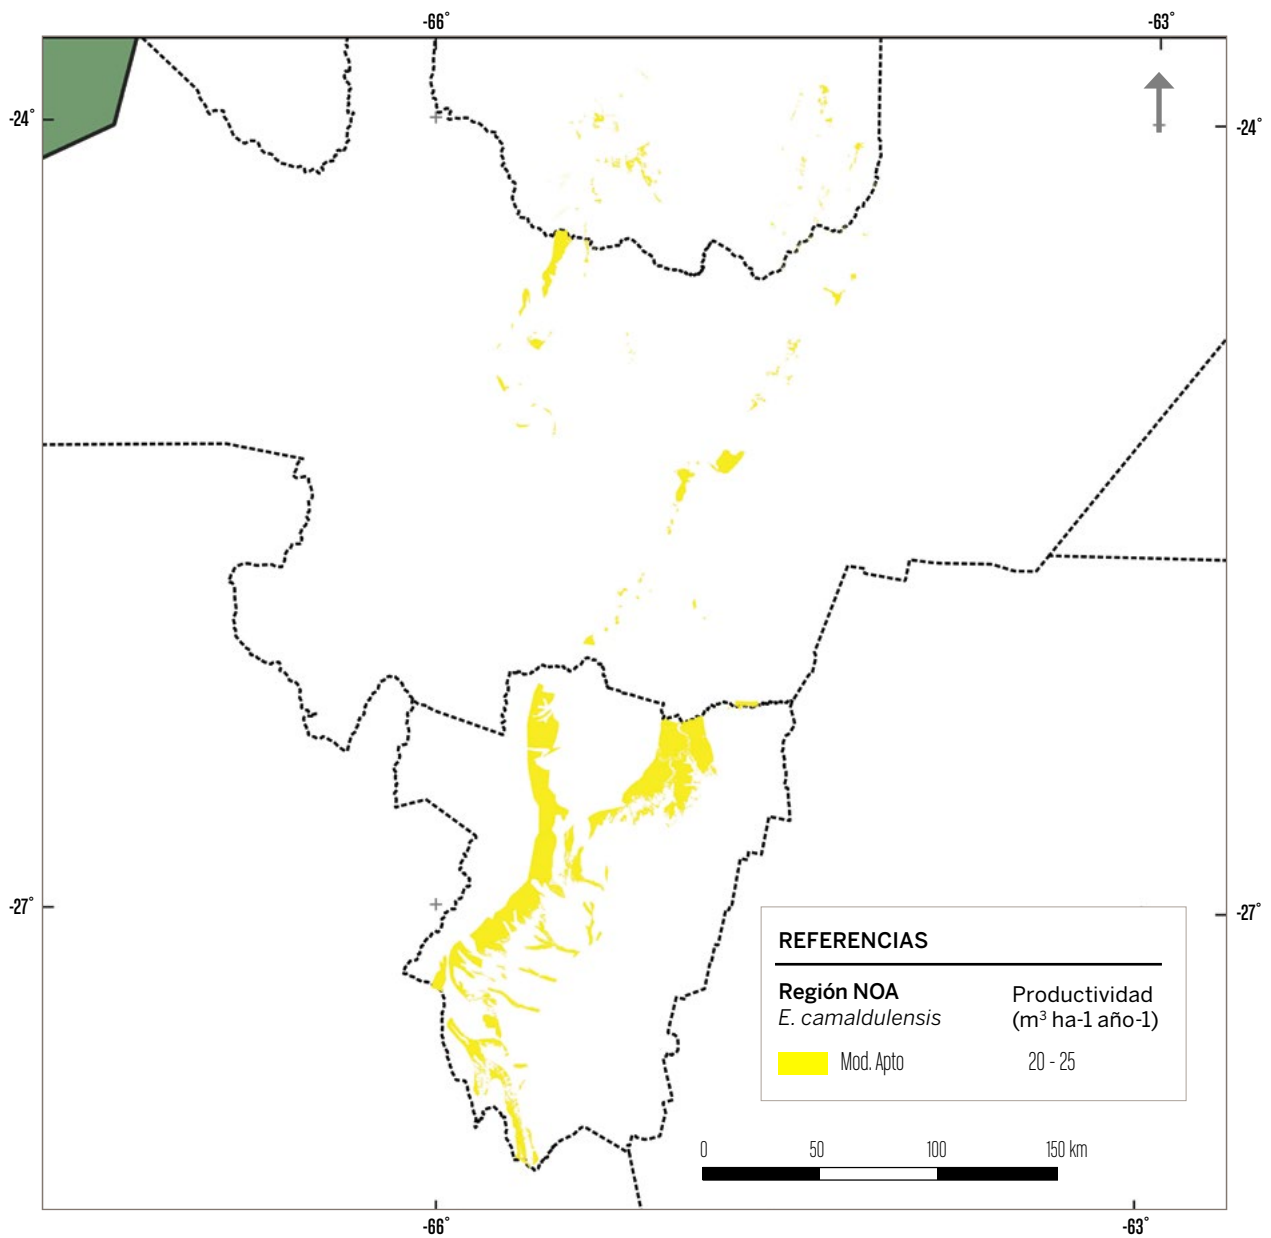 -66°
-63°
-24°
-24°
-27°
-27°
REFERENCIAS
Región NOA
E. camaldulensis
Productividad
(m³ ha-1 año-1)
Mod. Apto
20 - 25
0
50
100
150 km
-66°
-63°